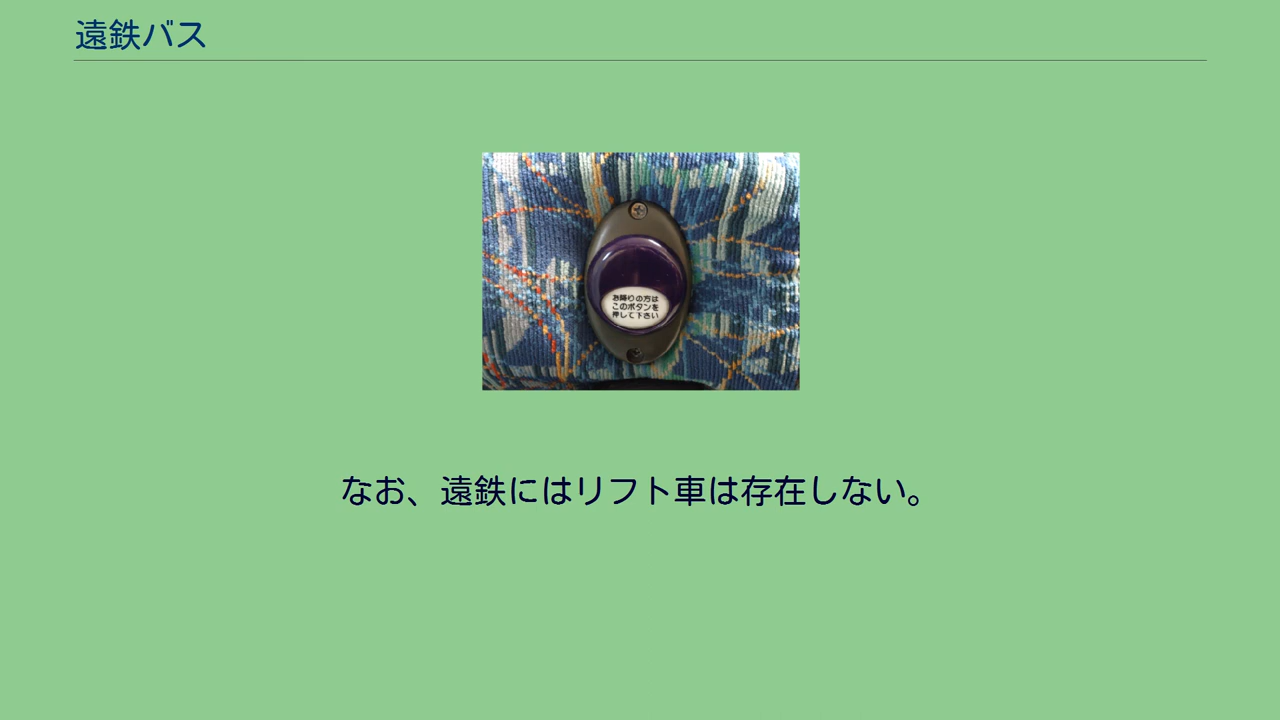 遠鉄バス
お降りの方は
このボタンを
押して下さい
なお、遠鉄にはリフト車は存在しない。